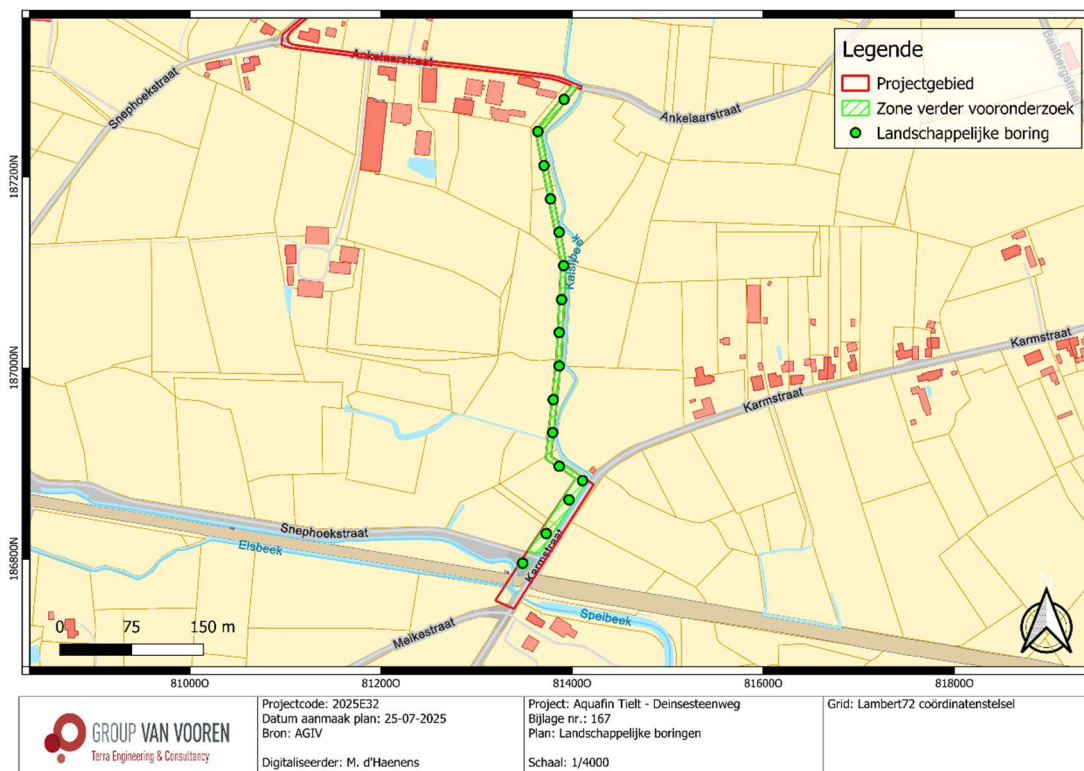 Legende
Projectgebied
Zone verder vooronderzoek
Landschappelijke boring
Ankelaarstraat
Snephoekstraat
Ankelaarstraat
Baalbergstraat
187200N
Kalsijbeek
Karmstraat
187000N
Karmstraat
Snephoekstraat
Elsbeek
Karmstraat
186800N
Speibeek
Meikestraat
N
0 75 150 m
810000 812000 814000 816000 818000
GROUP VAN VOOREN
Terra Engineering & Consultancy
Projectcode: 2025E32
Datum aanmaak plan: 25-07-2025
Bron: AGIV
Digitaliseerder: M. d'Haenens
Project: Aquafin Tielt - Deinsesteenweg
Bijlage nr.: 167
Plan: Landschappelijke boringen
Schaal: 1/4000
Grid: Lambert72 coördinatenstelsel